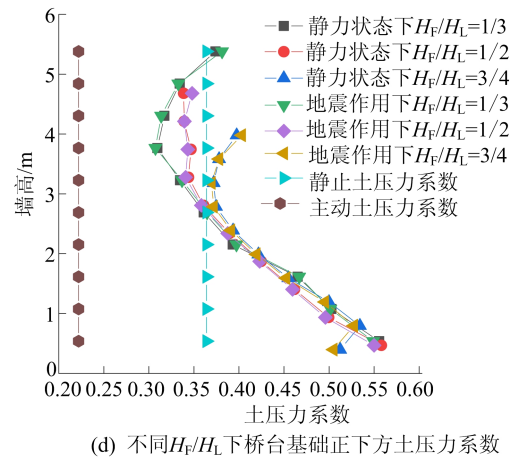 静力状态下HF/HL=1/3
静力状态下HF/HL=1/2
静力状态下HF/HL=3/4
地震作用下HF/HL=1/3
地震作用下HF/HL=1/2
地震作用下HF/HL=3/4
静止土压力系数
主动土压力系数
墙高/m
6
5
4
3
2
1
0
0.20 0.25 0.30 0.35 0.40 0.45 0.50 0.55 0.60
土压力系数
(d) 不同HF/HL下桥台基础正下方土压力系数